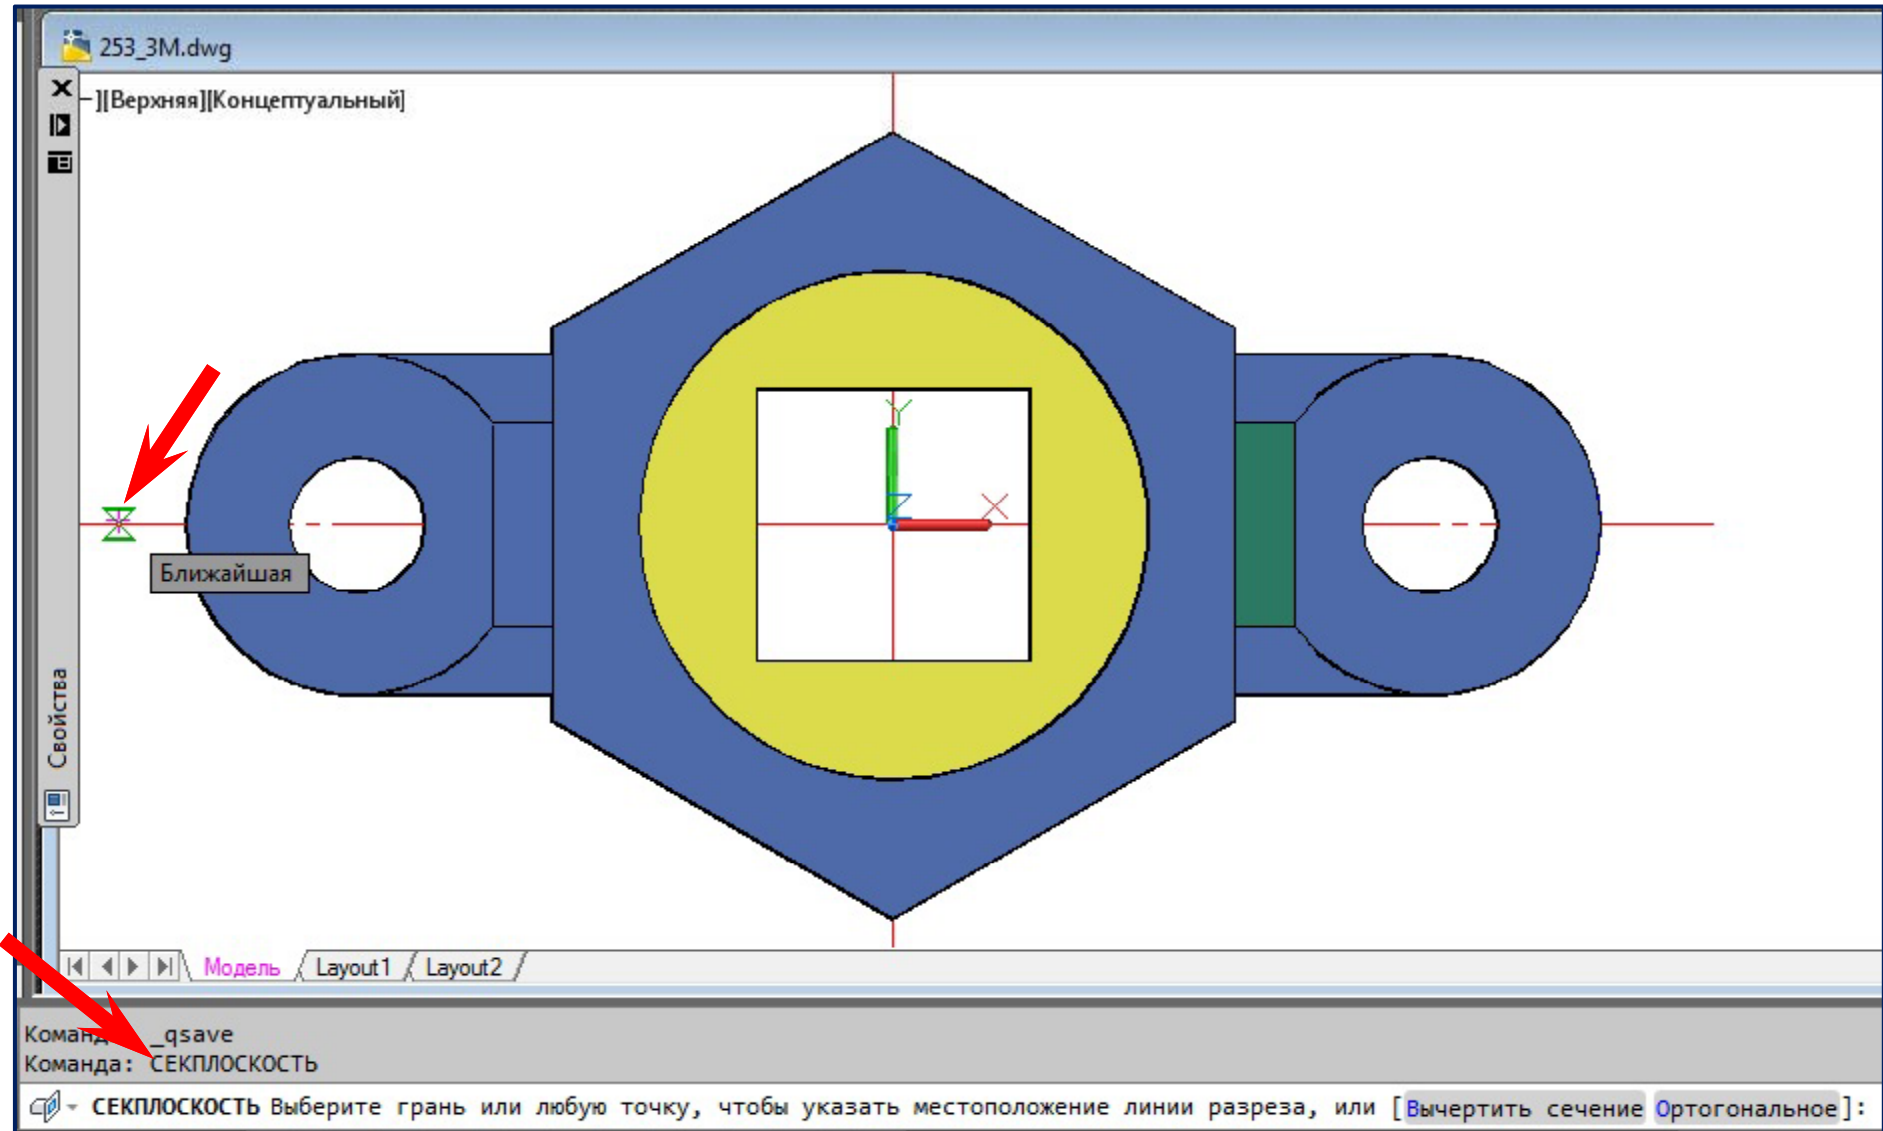 253_3M.dwg
–][Верхняя][Концептуальный]
Y
Z
X
Ближайшая
Свойства
Модель
Layout1
Layout2
Команд _qsave
Команда: СЕКПЛОСКОСТЬ
СЕКПЛОСКОСТЬ Выберите грань или любую точку, чтобы указать местоположение линии разреза, или [Вычертить сечение Ортогональное]: